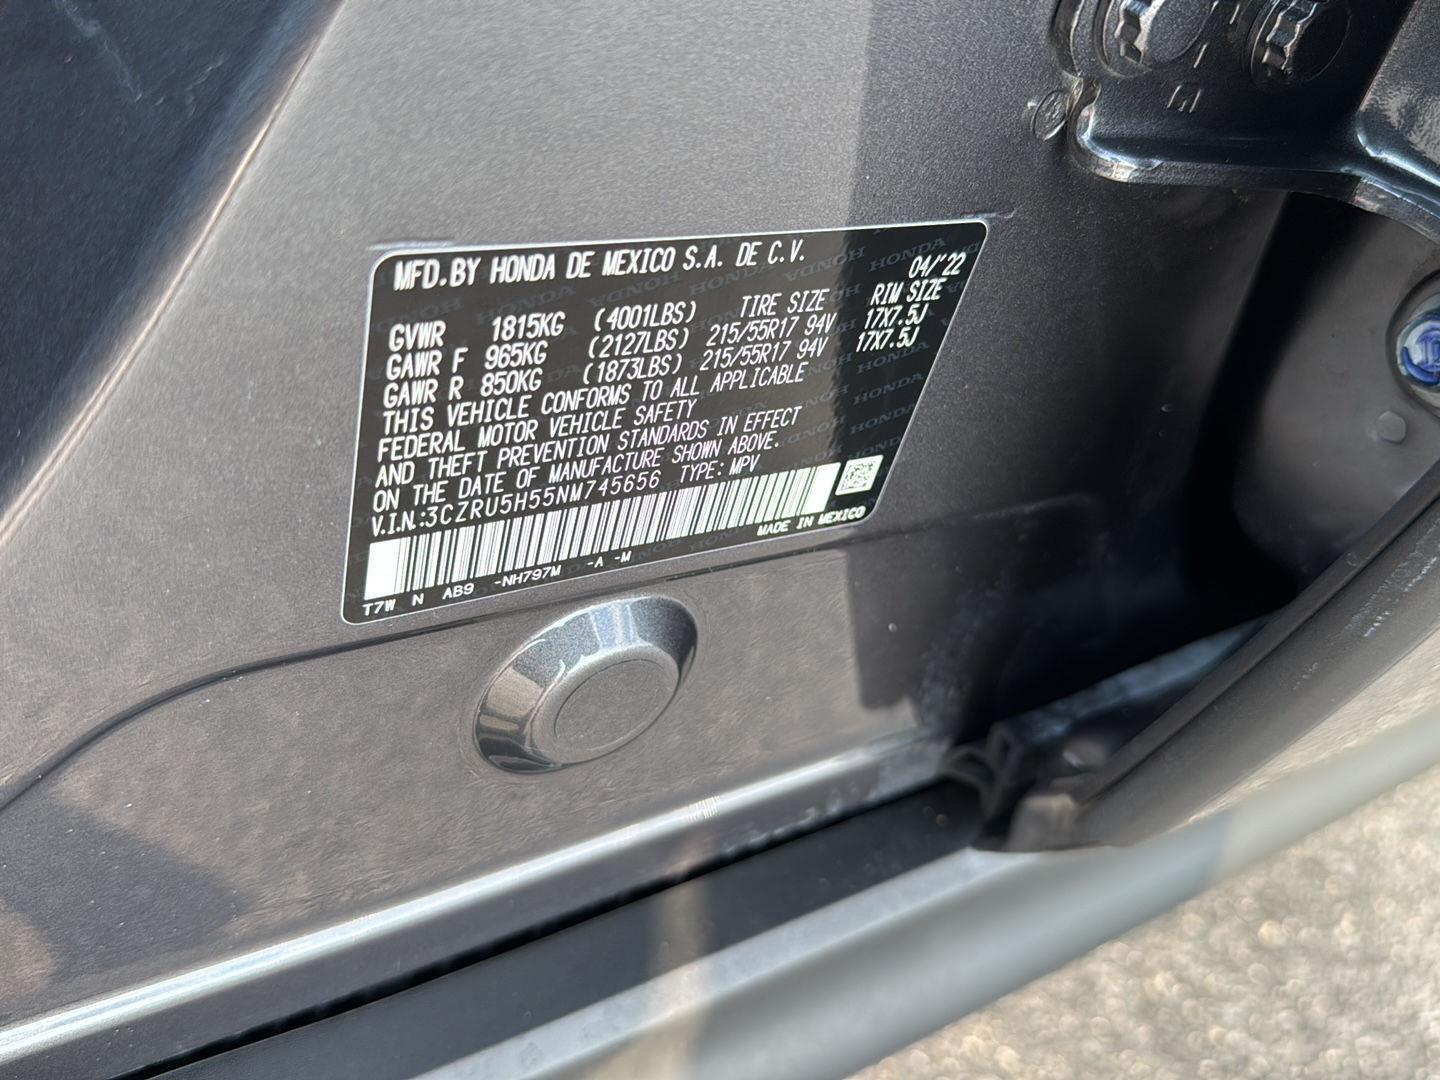 MFD.BY HONDA DE MEXICO S.A. DE C.V.
04/'22
GVWR 1815KG (4001LBS) TIRE SIZE RIM SIZE
GAWR F 965KG (2127LBS) 215/55R17 94V 17X7.5J
GAWR R 850KG (1873LBS) 215/55R17 94V 17X7.5J
THIS VEHICLE CONFORMS TO ALL APPLICABLE
FEDERAL MOTOR VEHICLE SAFETY
AND THEFT PREVENTION STANDARDS IN EFFECT
ON THE DATE OF MANUFACTURE SHOWN ABOVE.
V.I.N.:3CZRU5H55NM745656 TYPE: MPV
MADE IN MEXICO
T7W N AB9 -NH797M -A -M